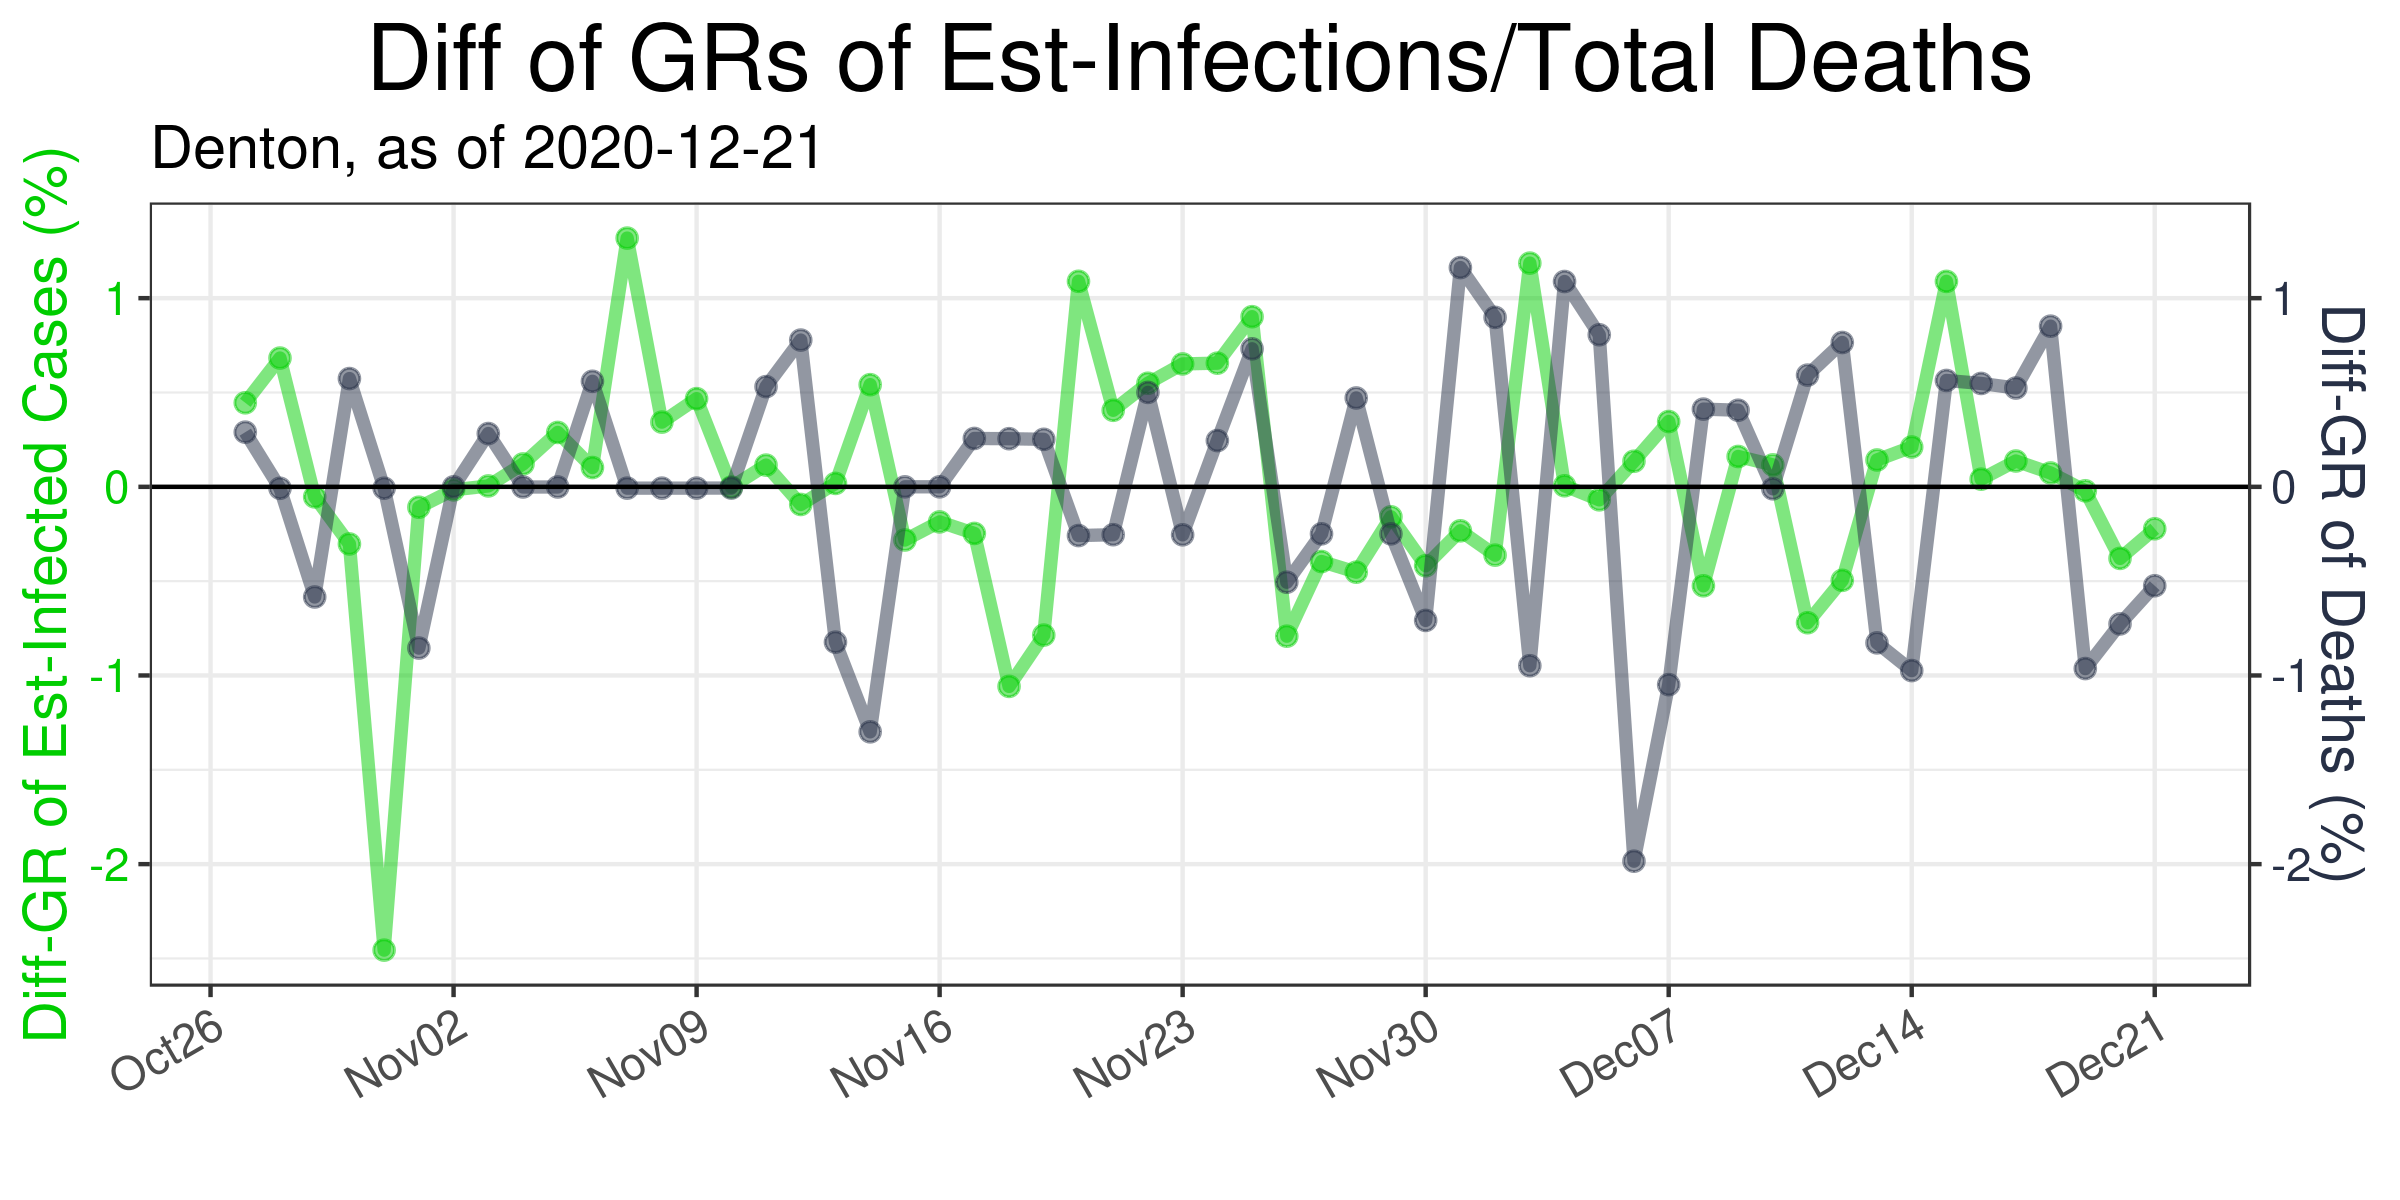 Diff of GRs of Est-Infections/Total Deaths
Denton, as of 2020-12-21
Diff-GR of Est-Infected Cases (%)
1
0
-1
-2
1
0
-1
-2
Diff-GR of Deaths (%)
Oct26
Nov02
Nov09
Nov16
Nov23
Nov30
Dec07
Dec14
Dec21